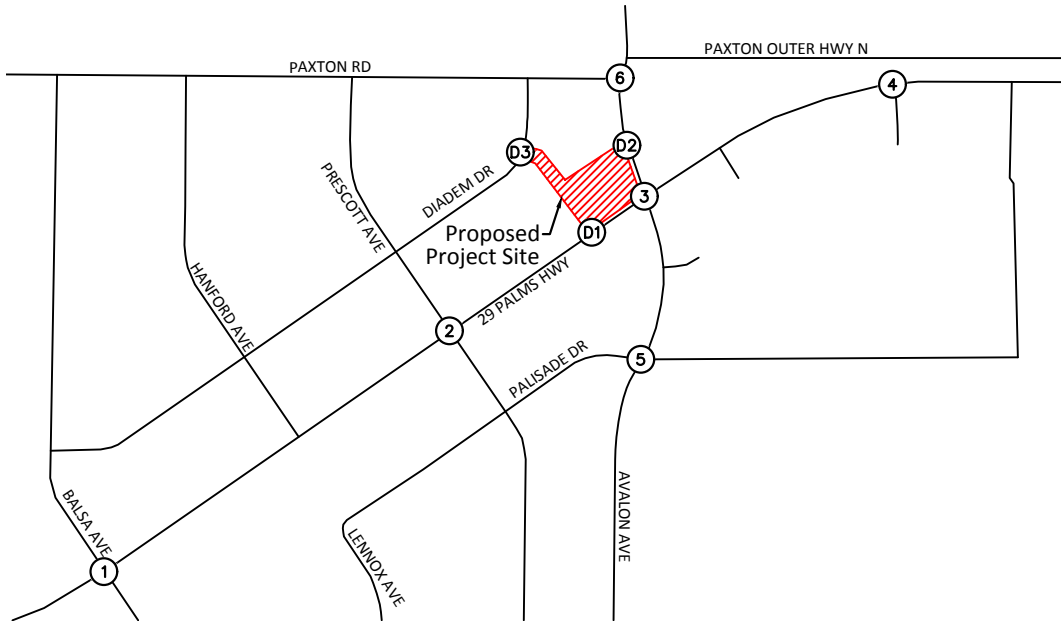 PAXTON OUTER HWY N
PAXTON RD
6
4
D3
D2
PRESCOTT AVE
DIADEM DR
3
Proposed
Project Site
D1
HANFORD AVE
29 PALMS HWY
2
PALISADE DR
5
BALSA AVE
LENNOX AVE
AVALON AVE
1